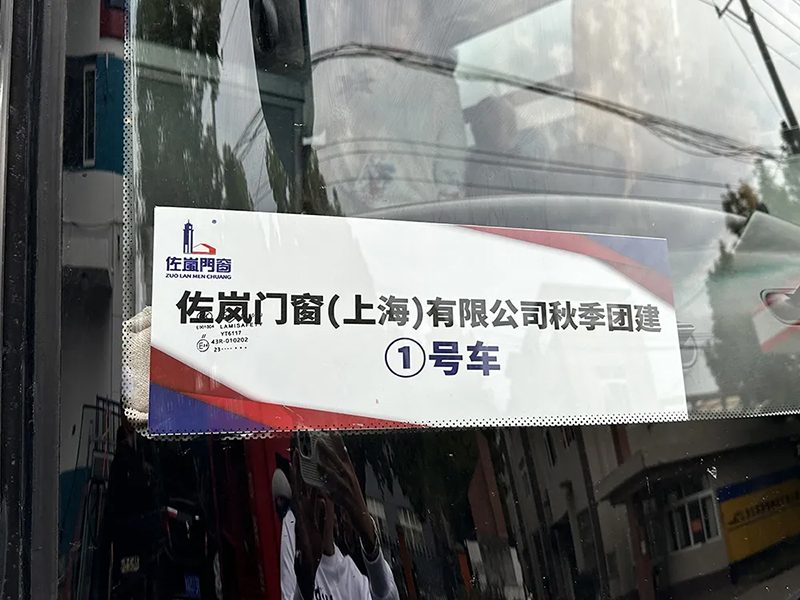 佐嵐門窗
ZUO LAN MEN CHUANG
佐岚门窗(上海)有限公司秋季团建
LAMISAFE
YT6117
43R-010202
①号车